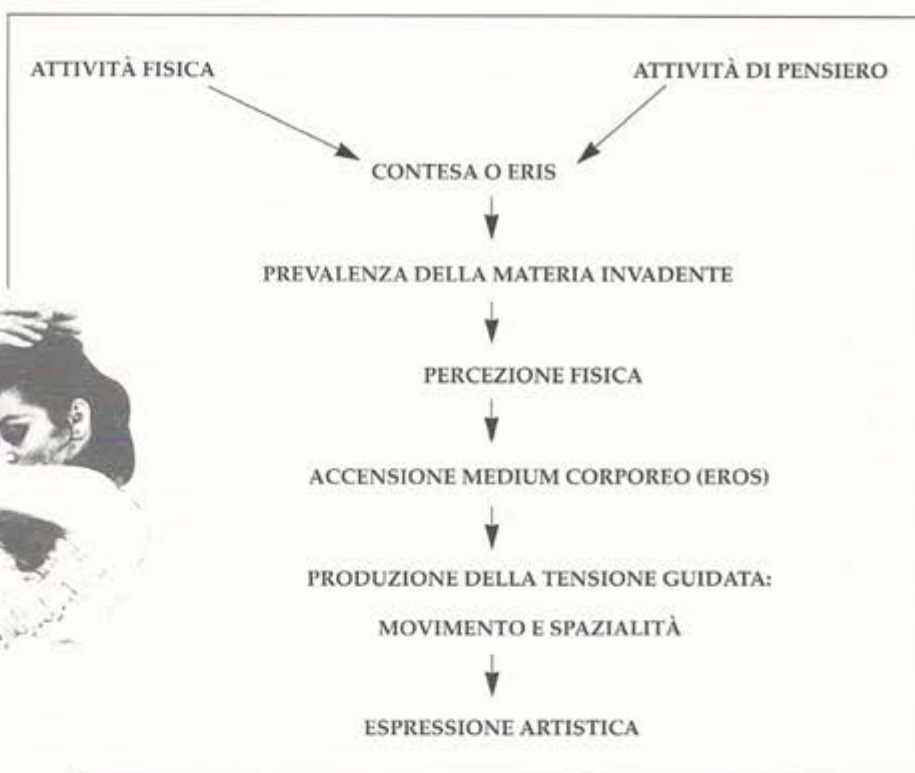 ATTIVITÀ FISICA
ATTIVITÀ DI PENSIERO
CONTESA O ERIS
PREVALENZA DELLA MATERIA INVADENTE
PERCEZIONE FISICA
ACCENSIONE MEDIUM CORPOREO (EROS)
PRODUZIONE DELLA TENSIONE GUIDATA:
MOVIMENTO E SPAZIALITÀ
ESPRESSIONE ARTISTICA